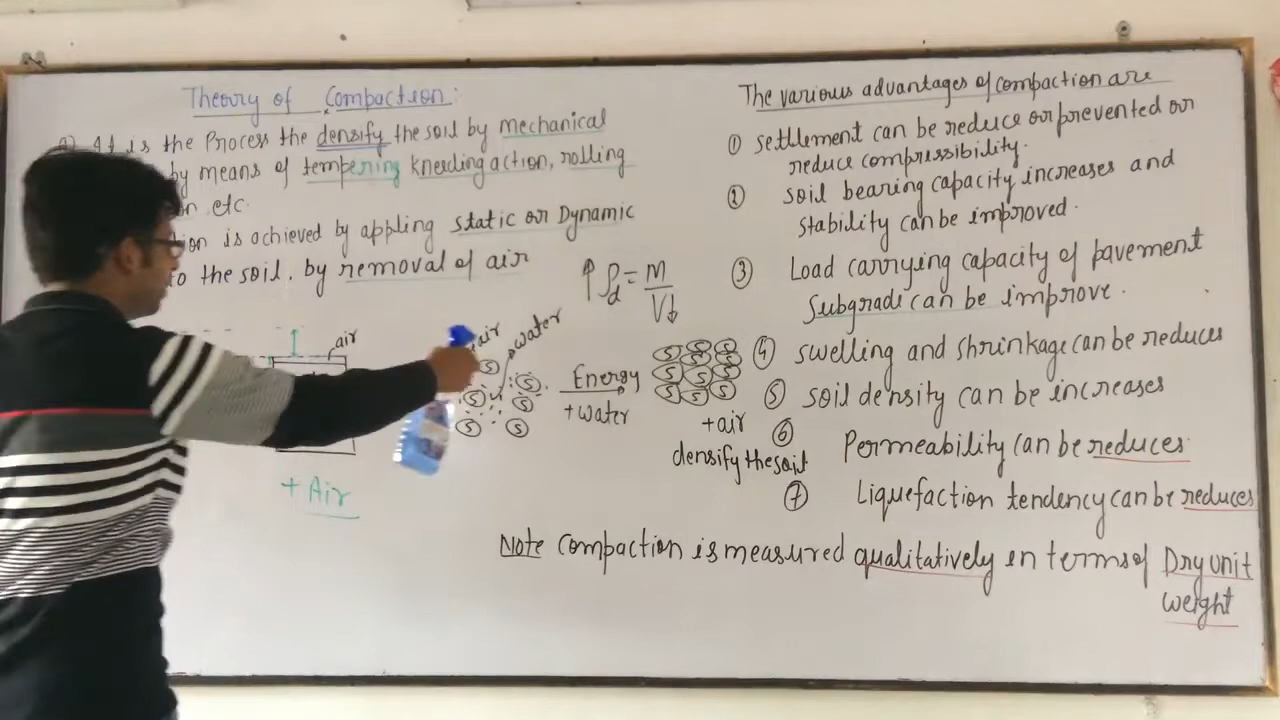 Theory of Compaction:
It is the Process the densify the soil by mechanical
by means of tempering kneeding action, rolling
etc.
ion is achieved by appling static or Dynamic
to the soil. by removal of air
↑ ρd = M
V↓
air
air
water
S S S S S S
Energy
+ water
S S S S S S S S S
+ air
densify the soil
+ Air
The various advantages of compaction are
① settlement can be reduce or prevented or
reduce compressibility.
② soil bearing capacity increases and
stability can be improved.
③ Load carrying capacity of pavement
Subgrade can be improve.
④ swelling and shrinkage can be reduces
⑤ soil density can be increases
⑥ Permeability can be reduces.
⑦ Liquefaction tendency can be reduces
Note compaction is measured qualitatively in terms of Dry unit
weight